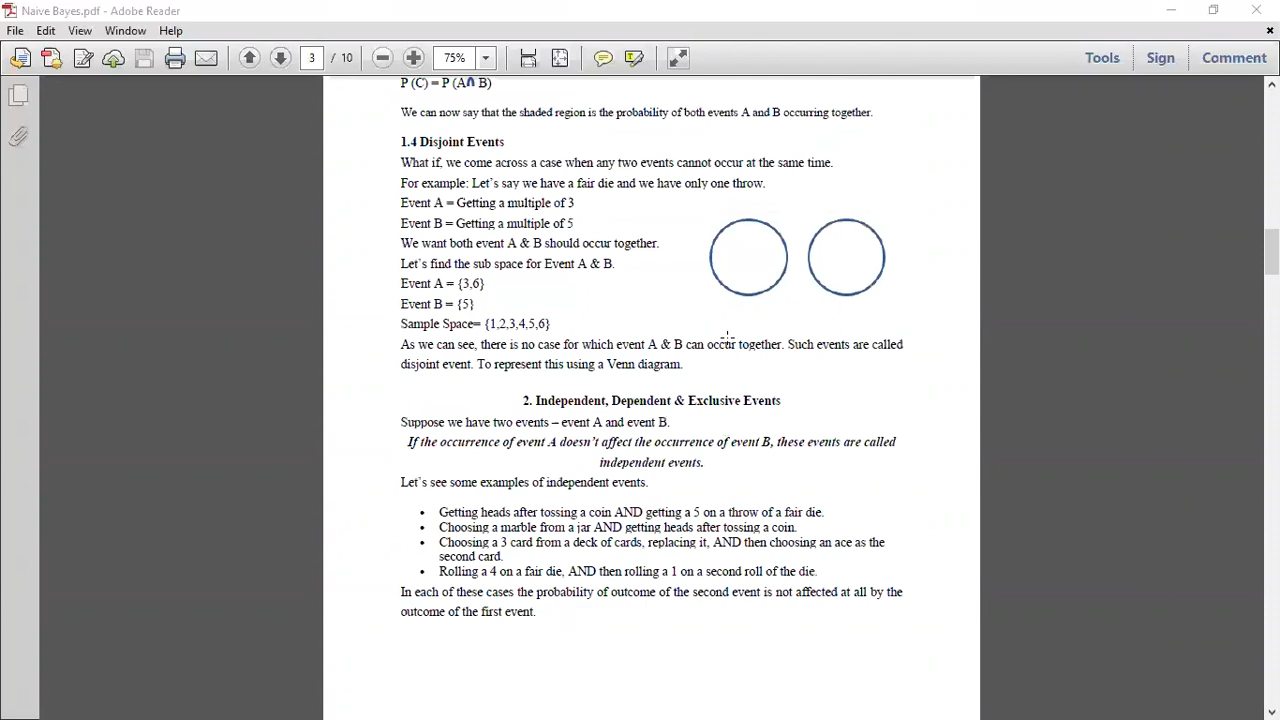 Naive Bayes.pdf - Adobe Reader
File Edit View Window Help
3 / 10 75% Tools Sign Comment
P (C) = P (A∩ B)
We can now say that the shaded region is the probability of both events A and B occurring together.
1.4 Disjoint Events
What if, we come across a case when any two events cannot occur at the same time.
For example: Let's say we have a fair die and we have only one throw.
Event A = Getting a multiple of 3
Event B = Getting a multiple of 5
We want both event A & B should occur together.
Let's find the sub space for Event A & B.
Event A = {3,6}
Event B = {5}
Sample Space= {1,2,3,4,5,6}
As we can see, there is no case for which event A & B can occur together. Such events are called
disjoint event. To represent this using a Venn diagram.
2. Independent, Dependent & Exclusive Events
Suppose we have two events – event A and event B.
If the occurrence of event A doesn't affect the occurrence of event B, these events are called
independent events.
Let's see some examples of independent events.
• Getting heads after tossing a coin AND getting a 5 on a throw of a fair die.
• Choosing a marble from a jar AND getting heads after tossing a coin.
• Choosing a 3 card from a deck of cards, replacing it, AND then choosing an ace as the
second card.
• Rolling a 4 on a fair die, AND then rolling a 1 on a second roll of the die.
In each of these cases the probability of outcome of the second event is not affected at all by the
outcome of the first event.